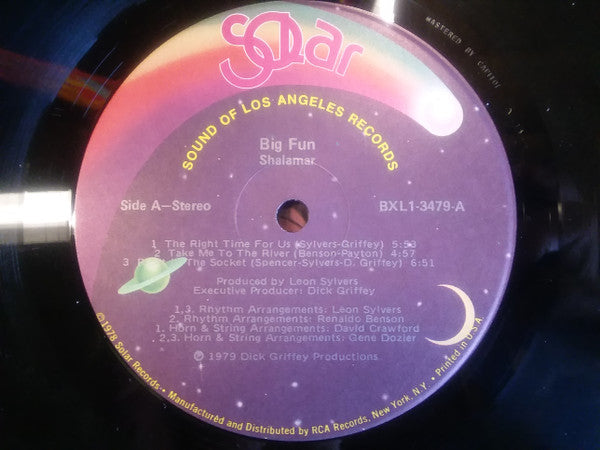 Solar
SOUND OF LOS ANGELES RECORDS
MASTERED BY CAPITOL
Big Fun
Shalamar
Side A—Stereo
BXL1-3479-A
1 The Right Time For Us (Sylvers-Griffey) 5:53
2 Take Me To The River (Benson-Payton) 4:57
3 The Socket (Spencer-Sylvers-D. Griffey) 6:51
Produced by Leon Sylvers
Executive Producer: Dick Griffey
1,3. Rhythm Arrangements: Leon Sylvers
2. Rhythm Arrangements: Renaldo Benson
1. Horn & String Arrangements: David Crawford
2,3. Horn & String Arrangements: Gene Dozier
℗ 1979 Dick Griffey Productions
©1978 Solar Records • Manufactured and Distributed by RCA Records, New York, N.Y. • Printed in U.S.A.